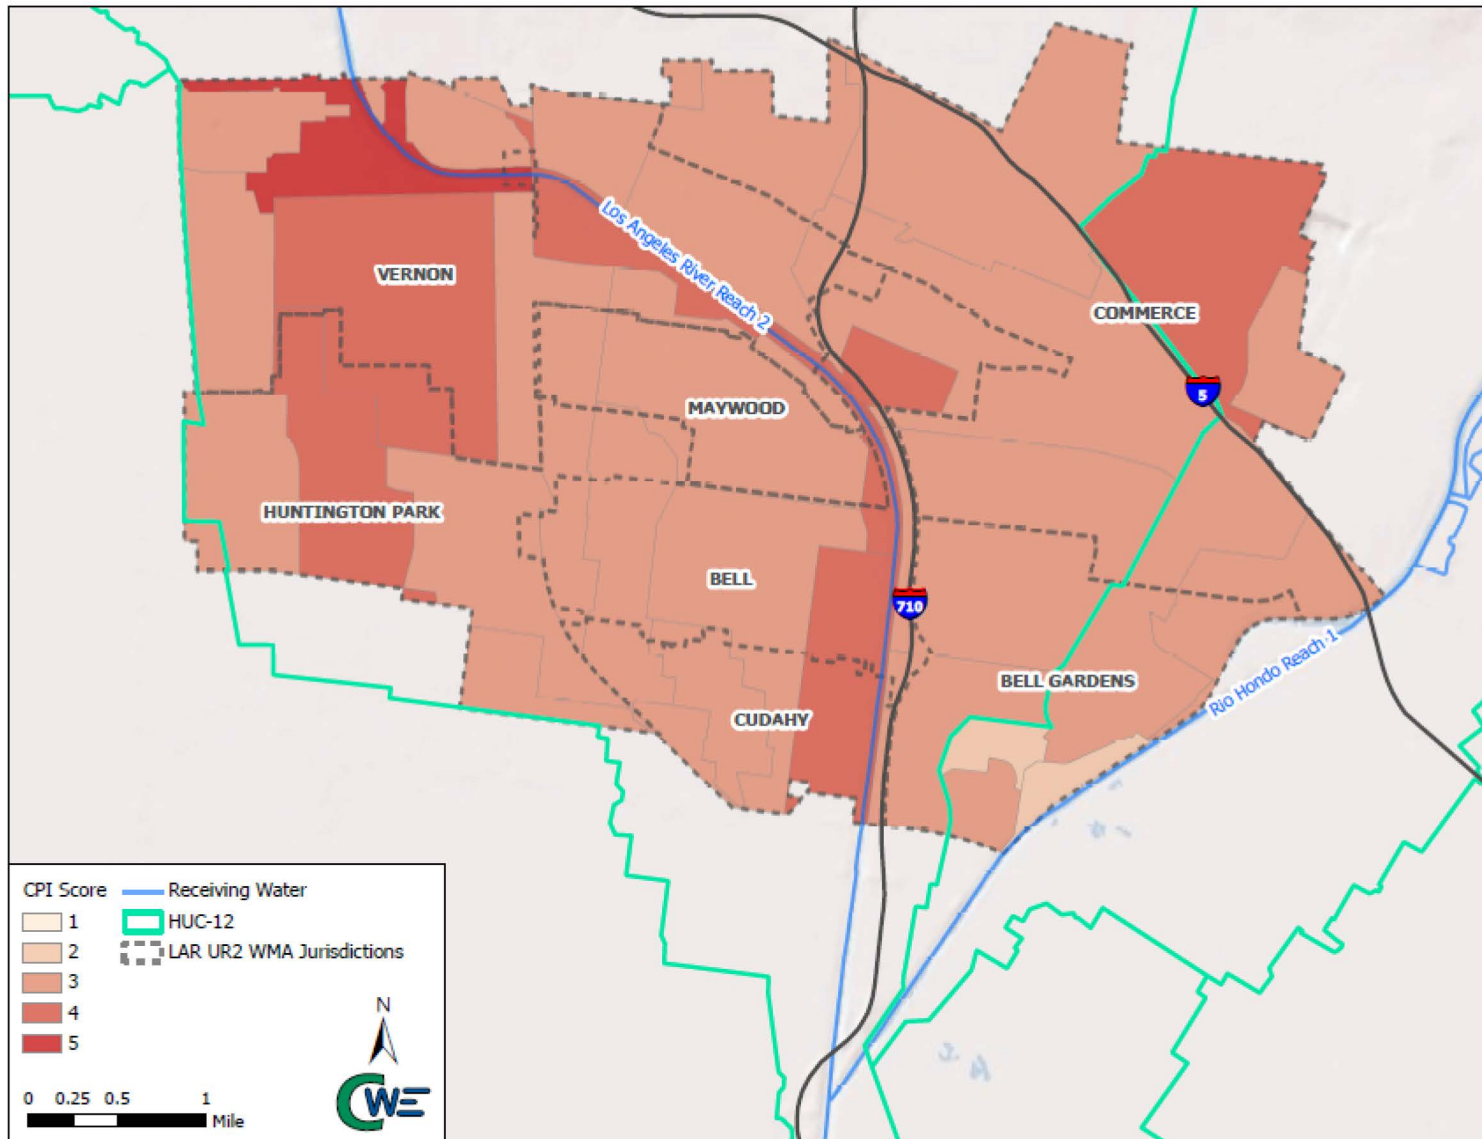 Los Angeles River Reach 2
VERNON
COMMERCE
5
MAYWOOD
HUNTINGTON PARK
BELL
710
BELL GARDENS
Rio Hondo Reach 1
CUDAHY
CPI Score
1
2
3
4
5
Receiving Water
HUC-12
LAR UR2 WMA Jurisdictions
N
CWE
0 0.25 0.5 1
Mile